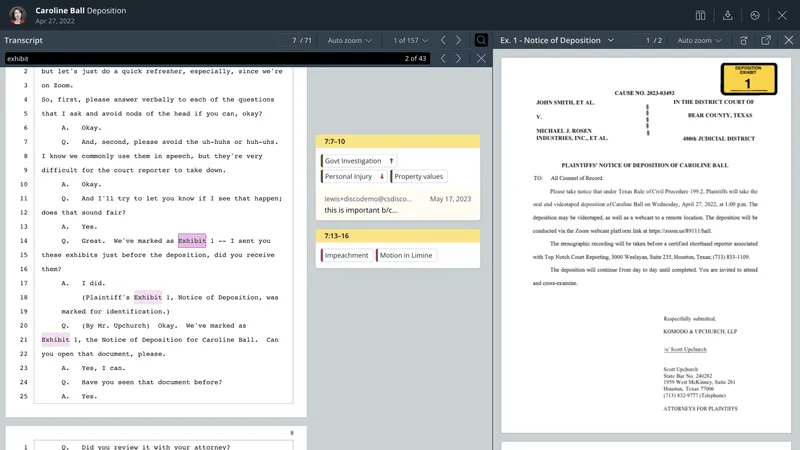 Caroline Ball Deposition
Apr 27, 2022
Transcript
7 / 71
Auto zoom
1 of 157
exhibit
2 of 43
2 but let's just do a quick refresher, especially, since we're
3 on Zoom.
4 So, first, please answer verbally to each of the questions
5 that I ask and avoid nods of the head if you can, okay?
6 A. Okay.
7 Q. And, second, please avoid the uh-huhs or huh-uhs.
8 I know we commonly use them in speech, but they're very
9 difficult for the court reporter to take down.
10 A. Okay.
11 Q. And I'll try to let you know if I see that happen;
12 does that sound fair?
13 A. Yes.
14 Q. Great. We've marked as Exhibit 1 -- I sent you
15 these exhibits just before the deposition, did you receive
16 them?
17 A. I did.
18 (Plaintiff's Exhibit 1, Notice of Deposition, was
19 marked for identification.)
20 Q. (By Mr. Upchurch) Okay. We've marked as
21 Exhibit 1, the Notice of Deposition for Caroline Ball. Can
22 you open that document, please.
23 A. Yes, I can.
24 Q. Have you seen that document before?
25 A. Yes.
8
1 Q. Did you review it with your attorney?
7:7–10
Govt Investigation
Personal Injury
Property values
lewis+discodemo@csdisco... May 17, 2023
this is important b/c...
7:13–16
Impeachment
Motion in Limine
Ex. 1 - Notice of Deposition
1 / 2
Auto zoom
DEPOSITION
EXHIBIT
1
CAUSE NO. 2023-03493
JOHN SMITH, ET AL.
V.
MICHAEL J. ROSEN
INDUSTRIES, INC., ET AL.
§
§
§
§
§
IN THE DISTRICT COURT OF
BEAR COUNTY, TEXAS
480th JUDICIAL DISTRICT
PLAINTIFFS' NOTICE OF DEPOSITION OF CAROLINE BALL
TO: All Counsel of Record:
Please take notice that under Texas Rule of Civil Procedure 199.2, Plaintiffs will take the
oral and videotaped deposition of Caroline Ball on Wednesday, April 27, 2022, at 1:00 p.m. The
deposition may be videotaped, as well as a webcast to a remote location. The deposition will be
conducted via the Zoom webcast platform link at https://zoom.us/89111/ball.
The stenographic recording will be taken before a certified shorthand reporter associated
with Top Notch Court Reporting, 3000 Weslayan, Suite 235, Houston, Texas; (713) 833-1109.
The deposition will continue from day to day until completed. You are invited to attend
and cross-examine.
Respectfully submitted,
KOMODO & UPCHURCH, LLP
/s/ Scott Upchurch
Scott Upchurch
State Bar No. 240282
1959 West McKinney, Suite 201
Houston, Texas 77006
(713) 832-9777 (Telephone)
ATTORNEYS FOR PLAINTIFFS